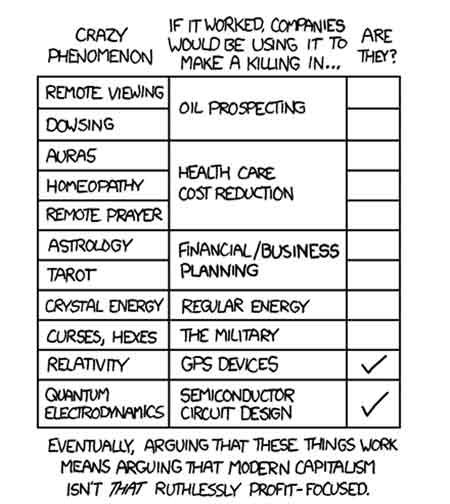 CRAZY PHENOMENON
IF IT WORKED, COMPANIES WOULD BE USING IT TO MAKE A KILLING IN...
ARE THEY?
REMOTE VIEWING
OIL PROSPECTING
DOWSING
AURAS
HEALTH CARE COST REDUCTION
HOMEOPATHY
REMOTE PRAYER
ASTROLOGY
FINANCIAL/BUSINESS PLANNING
TAROT
CRYSTAL ENERGY
REGULAR ENERGY
CURSES, HEXES
THE MILITARY
RELATIVITY
GPS DEVICES
✓
QUANTUM ELECTRODYNAMICS
SEMICONDUCTOR CIRCUIT DESIGN
✓
EVENTUALLY, ARGUING THAT THESE THINGS WORK
MEANS ARGUING THAT MODERN CAPITALISM
ISN'T THAT RUTHLESSLY PROFIT-FOCUSED.